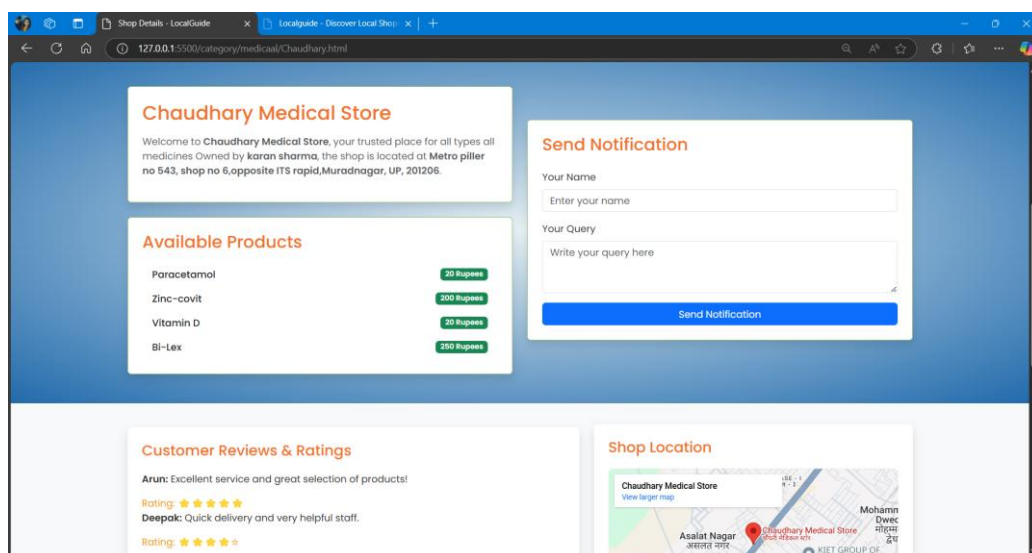 Shop Details - LocalGuide
Localguide - Discover Local Shop
127.0.0.1:5500/category/medicaal/Chaudhary.html
Chaudhary Medical Store
Welcome to Chaudhary Medical Store, your trusted place for all types all
medicines Owned by karan sharma, the shop is located at Metro piller
no 543, shop no 6,opposite ITS rapid,Muradnagar, UP, 201206.
Available Products
Paracetamol 20 Rupees
Zinc-covit 200 Rupees
Vitamin D 20 Rupees
Bi-Lex 250 Rupees
Send Notification
Your Name
Enter your name
Your Query
Write your query here
Send Notification
Customer Reviews & Ratings
Arun: Excellent service and great selection of products!
Rating:
Deepak: Quick delivery and very helpful staff.
Rating:
Shop Location
Chaudhary Medical Store
View larger map
Mohamm
Dwec
मोहम्म
Chaudhary Medical Store
Asalat Nagar
असलत नगर
KIET GROUP OF